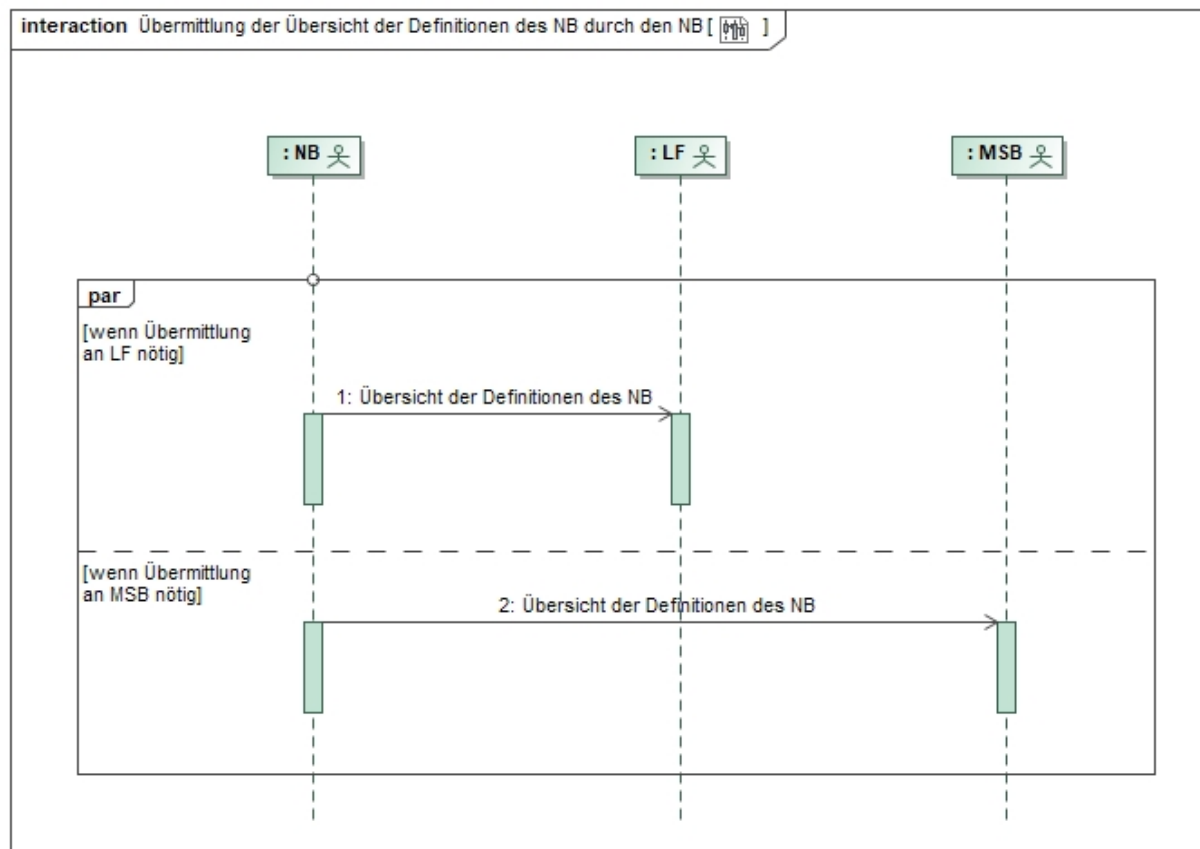 interaction Übermittlung der Übersicht der Definitionen des NB durch den NB [ ]
: NB
: LF
: MSB
par
[wenn Übermittlung
an LF nötig]
1: Übersicht der Definitionen des NB
[wenn Übermittlung
an MSB nötig]
2: Übersicht der Definitionen des NB